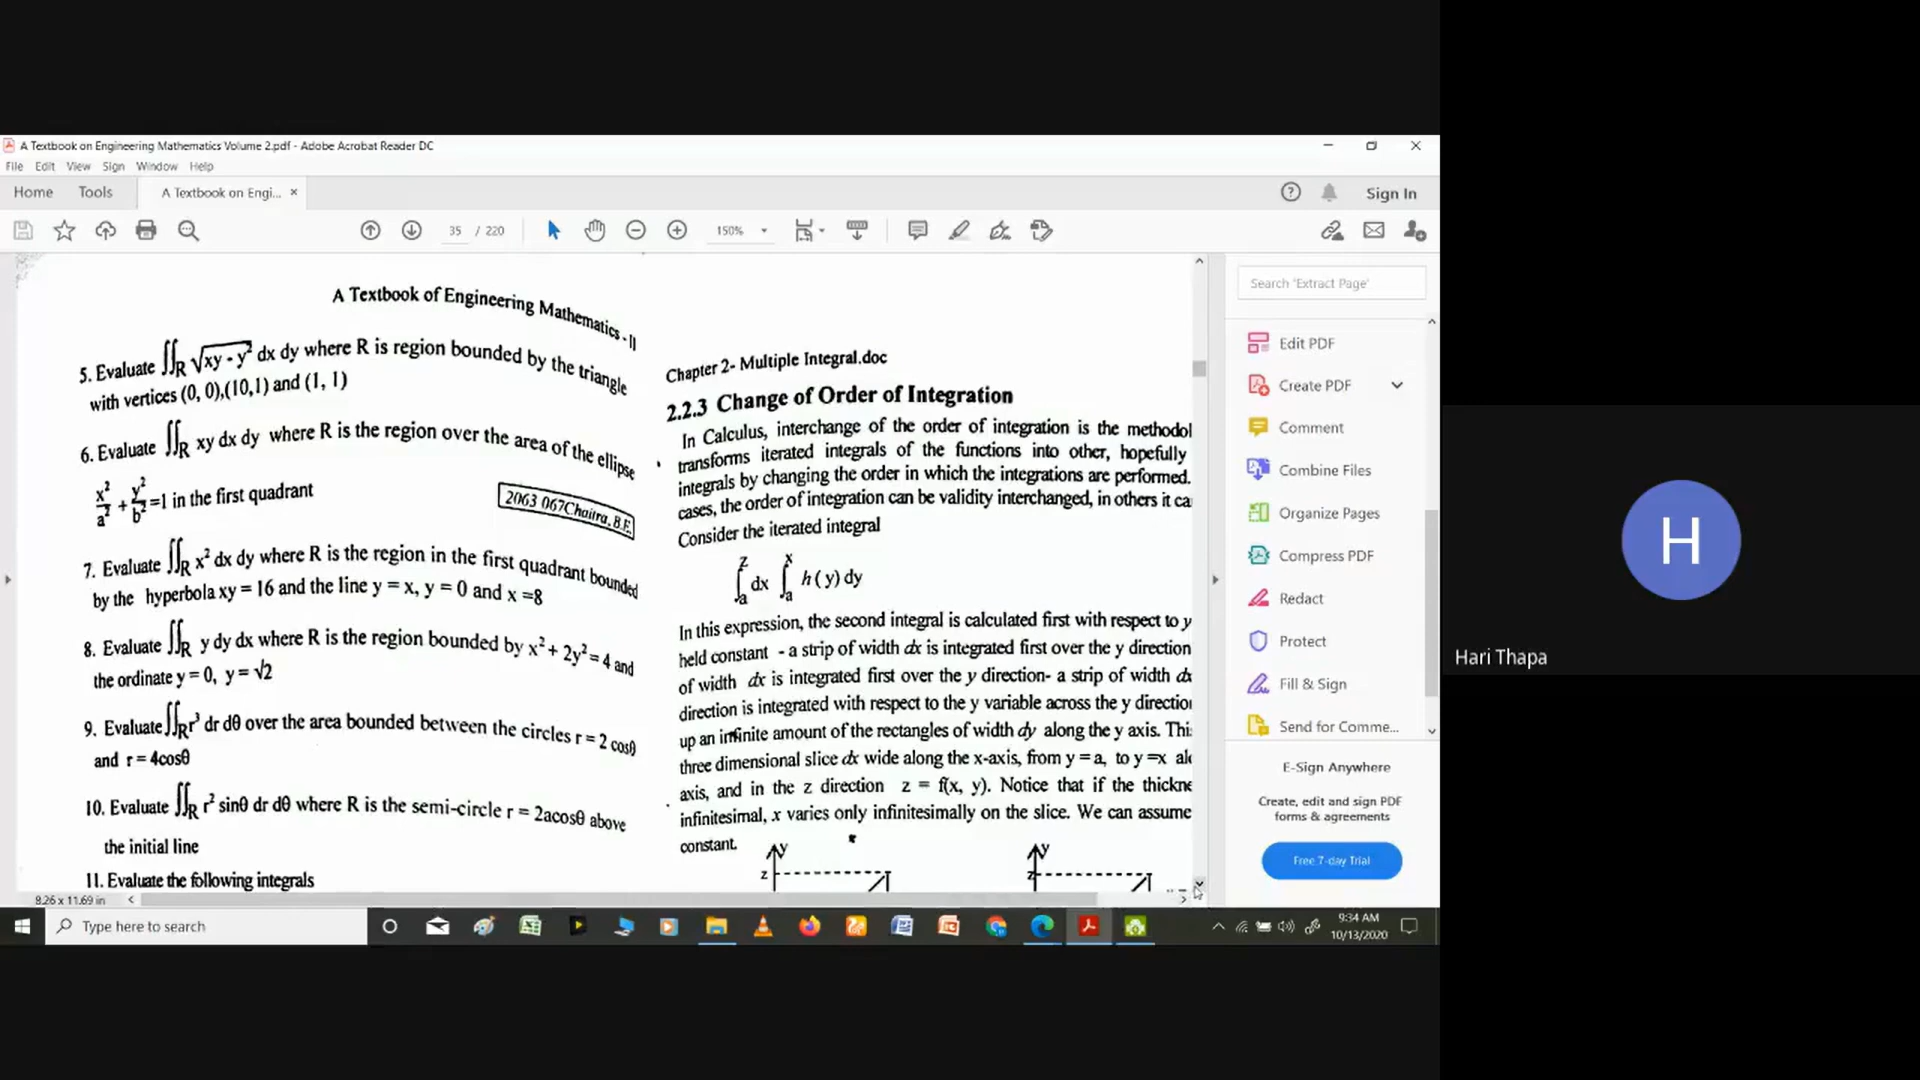 A Textbook on Engineering Mathematics Volume 2.pdf - Adobe Acrobat Reader DC
File Edit View Sign Window Help
Home Tools A Textbook on Engi... × Sign In
35 / 220 150%
A Textbook of Engineering Mathematics - II
5. Evaluate ∬R √xy - y² dx dy where R is region bounded by the triangle
with vertices (0, 0),(10,1) and (1, 1)
6. Evaluate ∬R xy dx dy where R is the region over the area of the ellipse
x²/a² + y²/b² =1 in the first quadrant
2063 067Chaitra, B.E.
7. Evaluate ∬R x² dx dy where R is the region in the first quadrant bounded
by the hyperbola xy = 16 and the line y = x, y = 0 and x =8
8. Evaluate ∬R y dy dx where R is the region bounded by x² + 2y² = 4 and
the ordinate y = 0, y = √2
9. Evaluate ∬R r³ dr dθ over the area bounded between the circles r = 2 cosθ
and r = 4cosθ
10. Evaluate ∬R r² sinθ dr dθ where R is the semi-circle r = 2acosθ above
the initial line
11. Evaluate the following integrals
Chapter 2- Multiple Integral.doc
2.2.3 Change of Order of Integration
In Calculus, interchange of the order of integration is the methodol
transforms iterated integrals of the functions into other, hopefully
integrals by changing the order in which the integrations are performed.
cases, the order of integration can be validity interchanged, in others it ca
Consider the iterated integral
∫ₐᶻ dx ∫ₐˣ h(y) dy
In this expression, the second integral is calculated first with respect to y
held constant - a strip of width dx is integrated first over the y direction
of width dx is integrated first over the y direction- a strip of width dx
direction is integrated with respect to the y variable across the y direction
up an infinite amount of the rectangles of width dy along the y axis. This
three dimensional slice dx wide along the x-axis, from y = a, to y =x alo
axis, and in the z direction z = f(x, y). Notice that if the thickne
infinitesimal, x varies only infinitesimally on the slice. We can assume
constant.
y
z
y
z
8.26 x 11.69 in
Search 'Extract Page'
Edit PDF
Create PDF
Comment
Combine Files
Organize Pages
Compress PDF
Redact
Protect
Fill & Sign
Send for Comme...
E-Sign Anywhere
Create, edit and sign PDF
forms & agreements
Free 7-day Trial
Type here to search
9:34 AM
10/13/2020
H
Hari Thapa